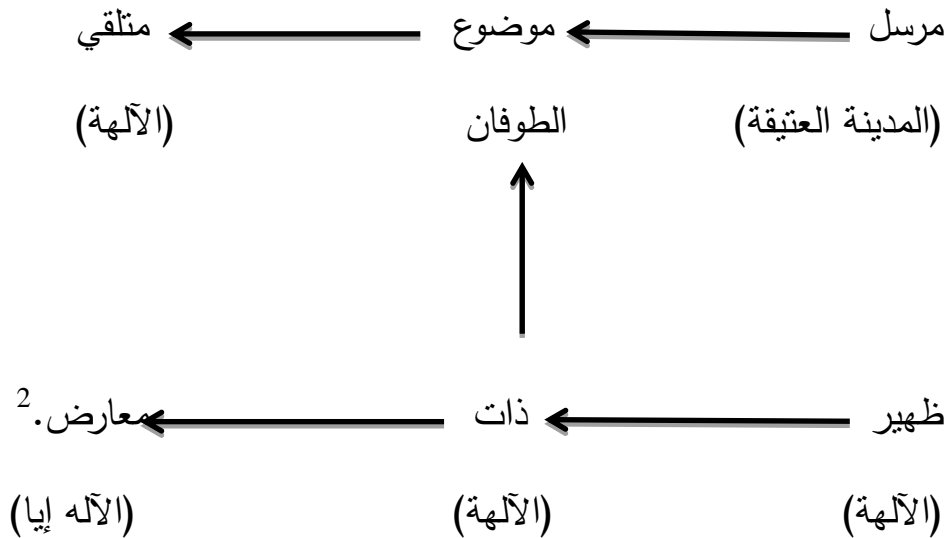 مرسل موضوع متلقي
(المدينة العتيقة) الطوفان (الآلهة)
ظهير ذات معارض.2
(الآلهة) (الآلهة) (الآله إيا)